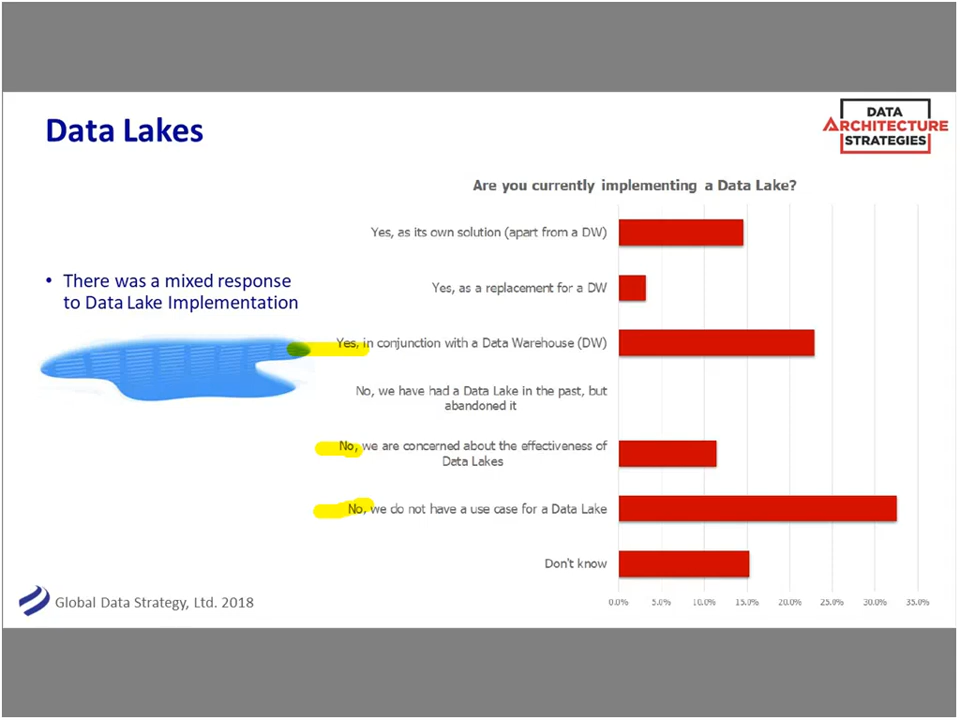 Data Lakes
DATA
ARCHITECTURE
STRATEGIES
• There was a mixed response
to Data Lake Implementation
Are you currently implementing a Data Lake?
Yes, as its own solution (apart from a DW)
Yes, as a replacement for a DW
Yes, in conjunction with a Data Warehouse (DW)
No, we have had a Data Lake in the past, but
abandoned it
No, we are concerned about the effectiveness of
Data Lakes
No, we do not have a use case for a Data Lake
Don't know
0.0% 5.0% 10.0% 15.0% 20.0% 25.0% 30.0% 35.0%
Global Data Strategy, Ltd. 2018